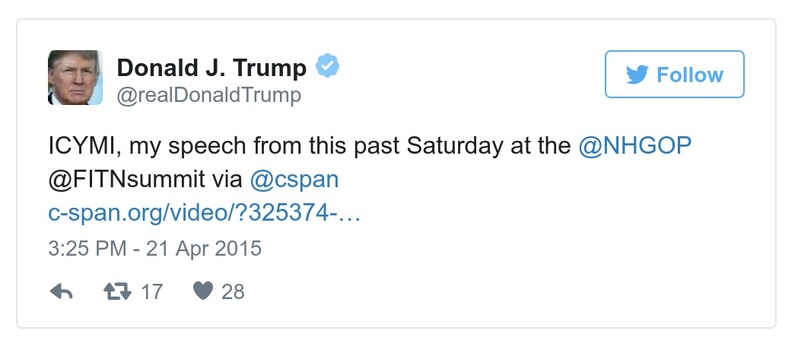 Donald J. Trump
@realDonaldTrump
Follow
ICYMI, my speech from this past Saturday at the @NHGOP
@FITNsummit via @cspan
c-span.org/video/?325374-…
3:25 PM - 21 Apr 2015
17 28